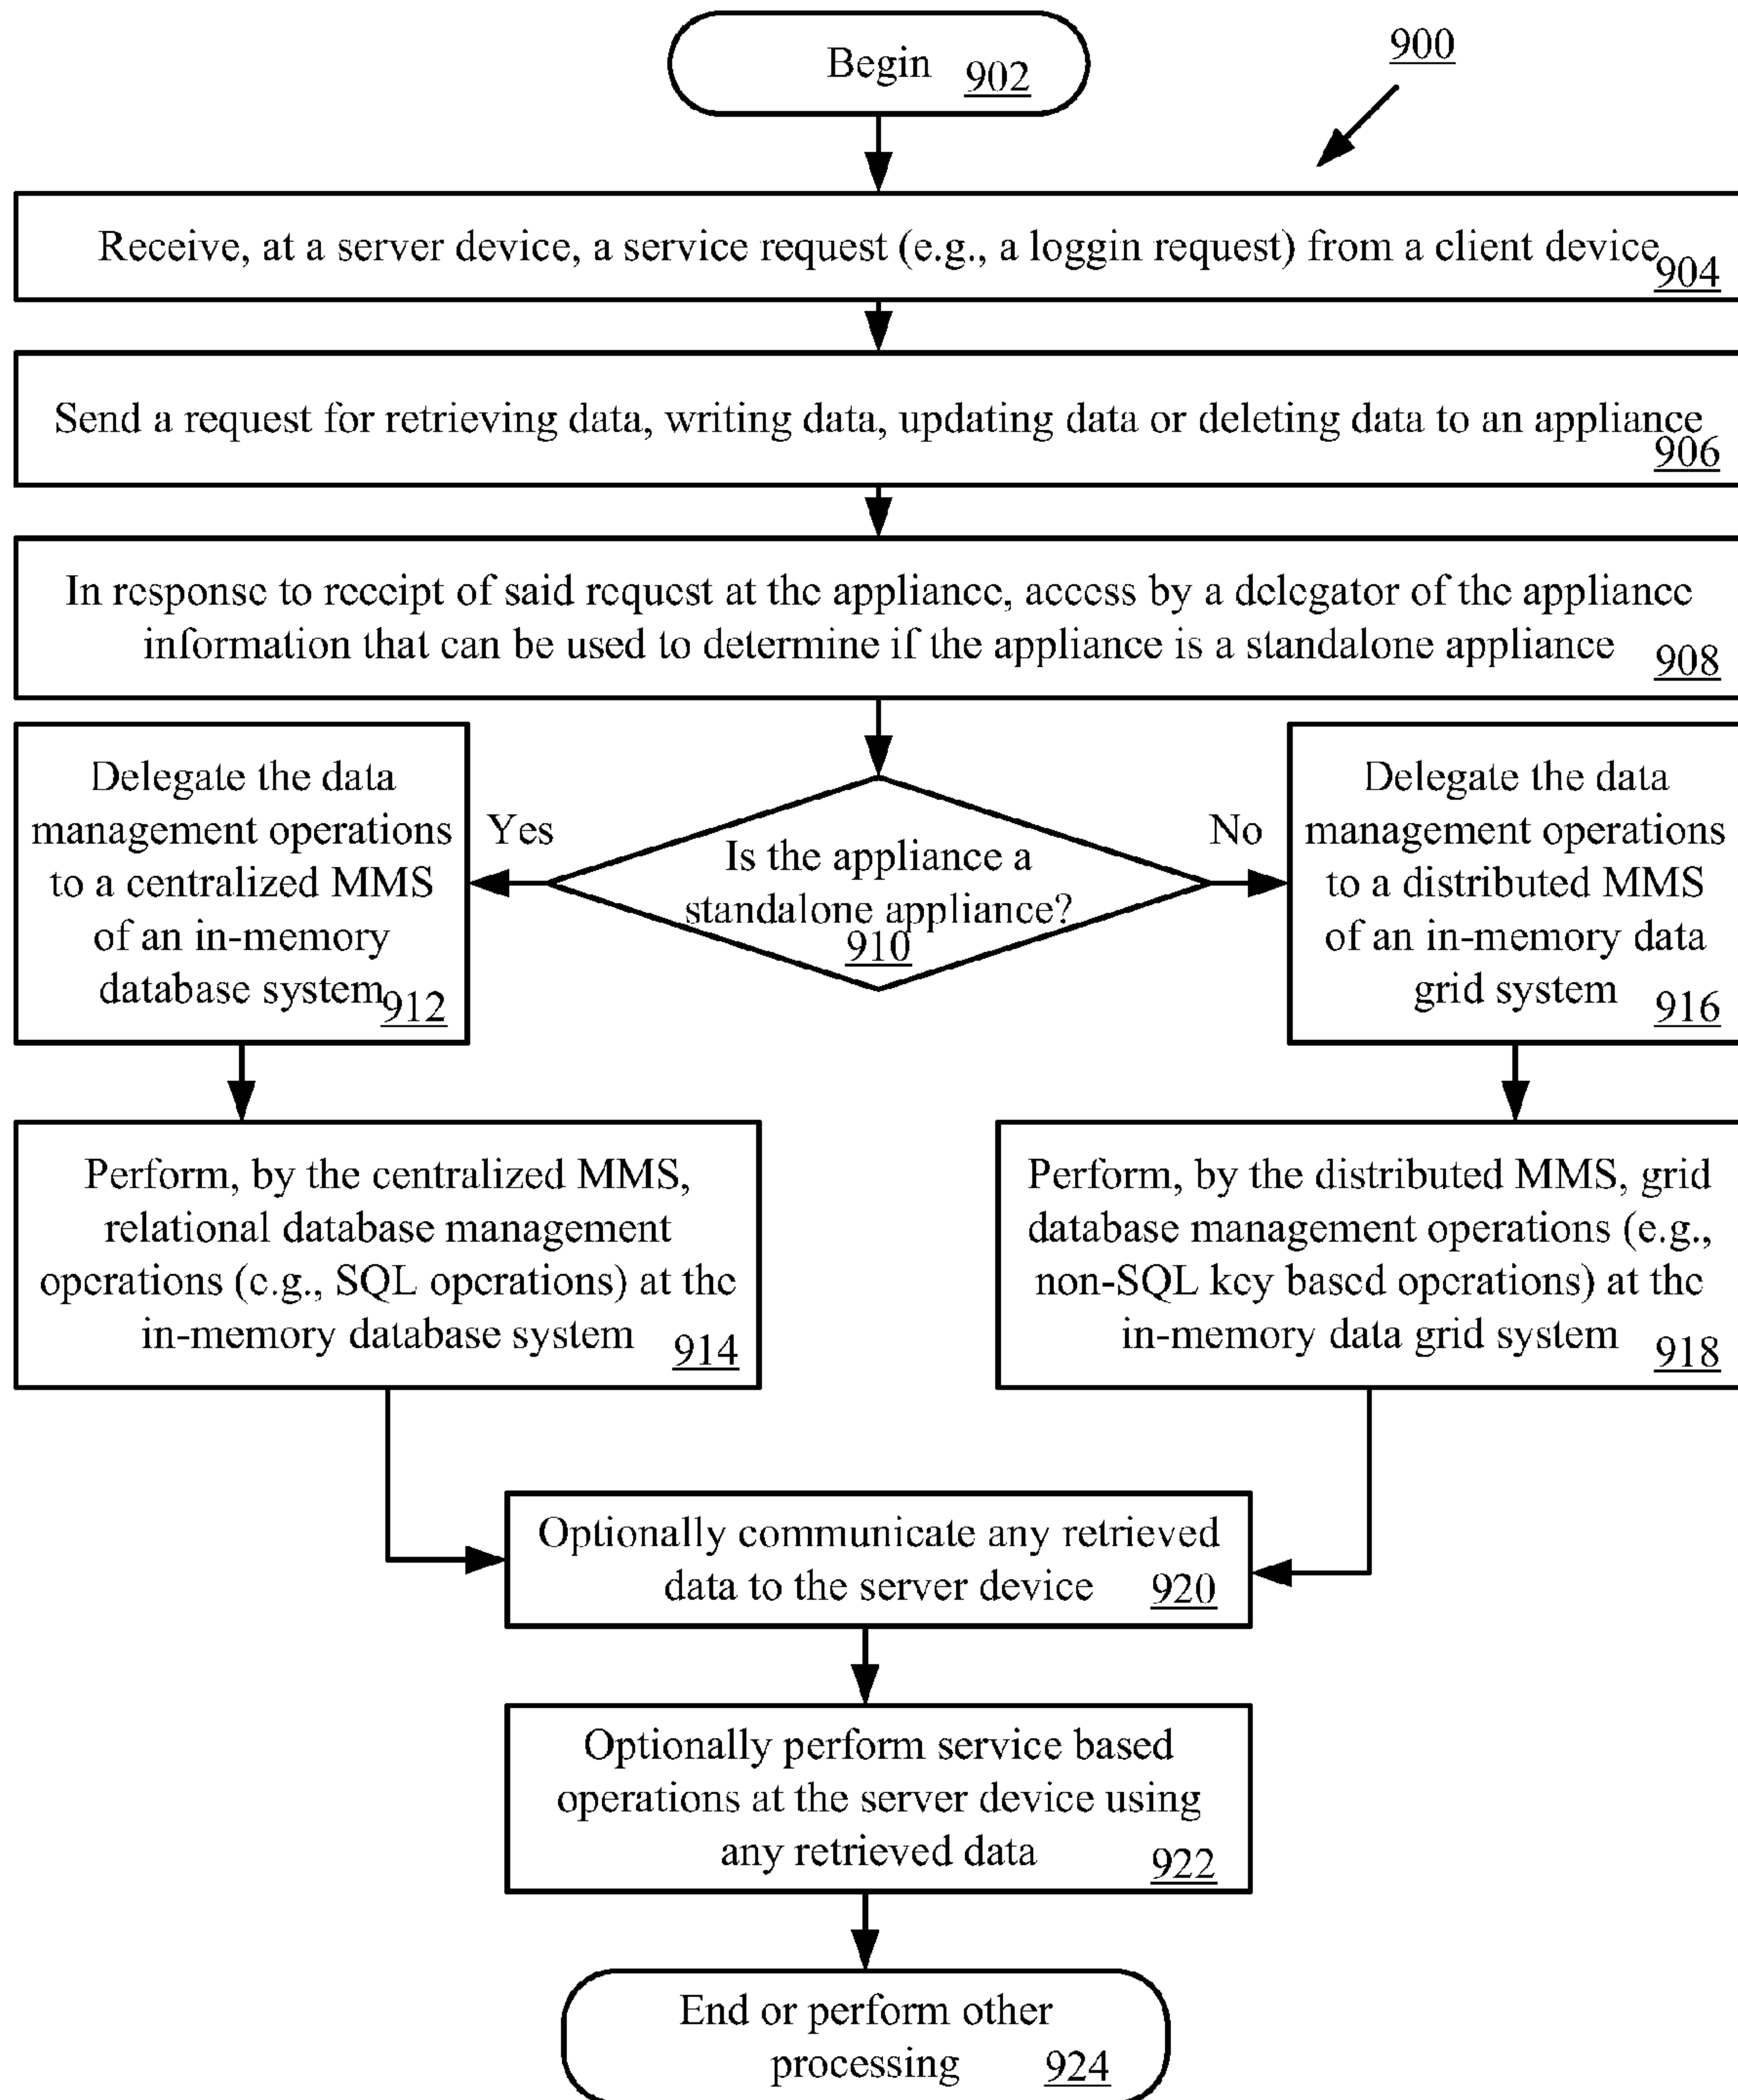 Begin 902
900
Receive, at a server device, a service request (e.g., a loggin request) from a client device
904
Send a request for retrieving data, writing data, updating data or deleting data to an appliance
906
In response to receipt of said request at the appliance, access by a delegator of the appliance
information that can be used to determine if the appliance is a standalone appliance 908
Delegate the data
management operations
to a centralized MMS
of an in-memory
database system 912
Yes
Is the appliance a
standalone appliance?
910
No
Delegate the data
management operations
to a distributed MMS
of an in-memory data
grid system 916
Perform, by the centralized MMS,
relational database management
operations (e.g., SQL operations) at the
in-memory database system 914
Perform, by the distributed MMS, grid
database management operations (e.g.,
non-SQL key based operations) at the
in-memory data grid system 918
Optionally communicate any retrieved
data to the server device 920
Optionally perform service based
operations at the server device using
any retrieved data 922
End or perform other
processing 924